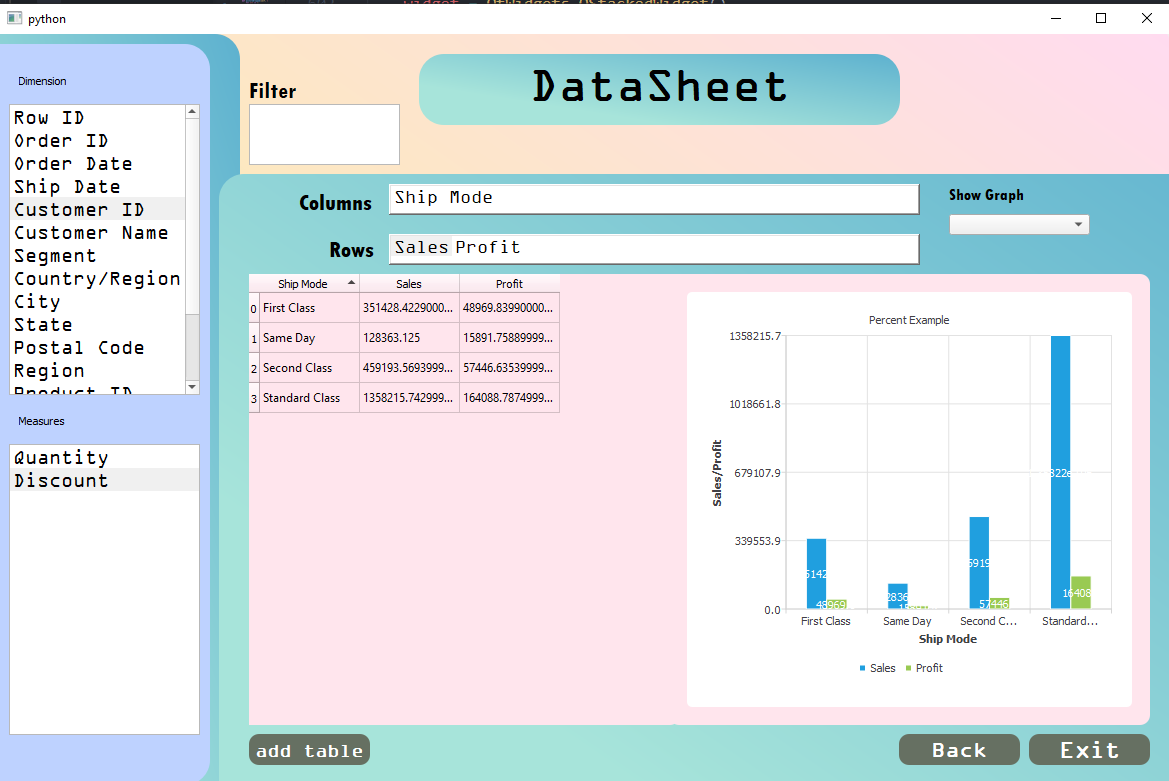 python
Dimension
Row ID
Order ID
Order Date
Ship Date
Customer ID
Customer Name
Segment
Country/Region
City
State
Postal Code
Region
Product ID
Measures
Quantity
Discount
Filter
DataSheet
Columns
Ship Mode
Rows
Sales Profit
Show Graph
Ship Mode Sales Profit
0 First Class 351428.4229000... 48969.83990000...
1 Same Day 128363.125 15891.75889999...
2 Second Class 459193.5693999... 57446.63539999...
3 Standard Class 1358215.742999... 164088.7874999...
Percent Example
1358215.7
1018661.8
679107.9
339553.9
0.0
Sales/Profit
First Class Same Day Second C... Standard...
Ship Mode
Sales Profit
add table
Back
Exit